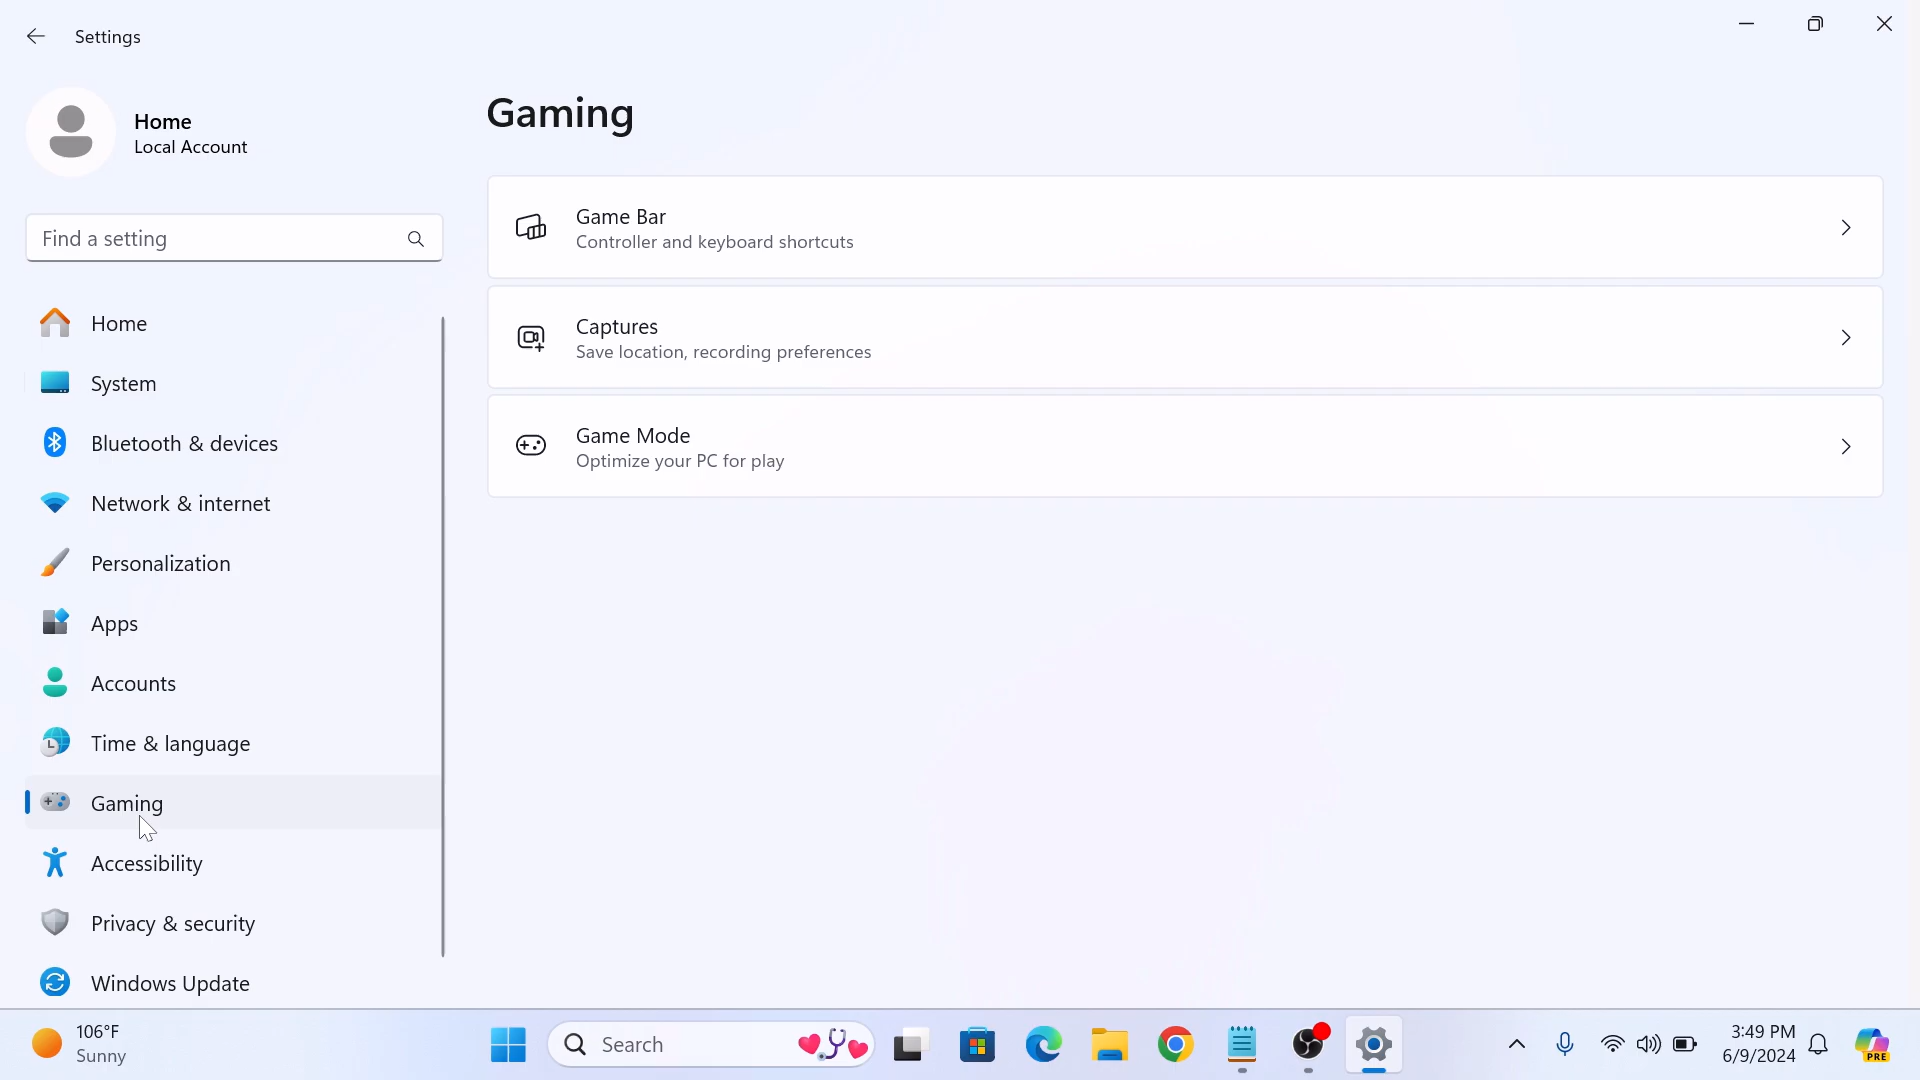 Settings
Home
Local Account
Find a setting
Home
System
Bluetooth & devices
Network & internet
Personalization
Apps
Accounts
Time & language
Gaming
Accessibility
Privacy & security
Windows Update
Gaming
Game Bar
Controller and keyboard shortcuts
Captures
Save location, recording preferences
Game Mode
Optimize your PC for play
106°F
Sunny
Search
3:49 PM
6/9/2024
PRE